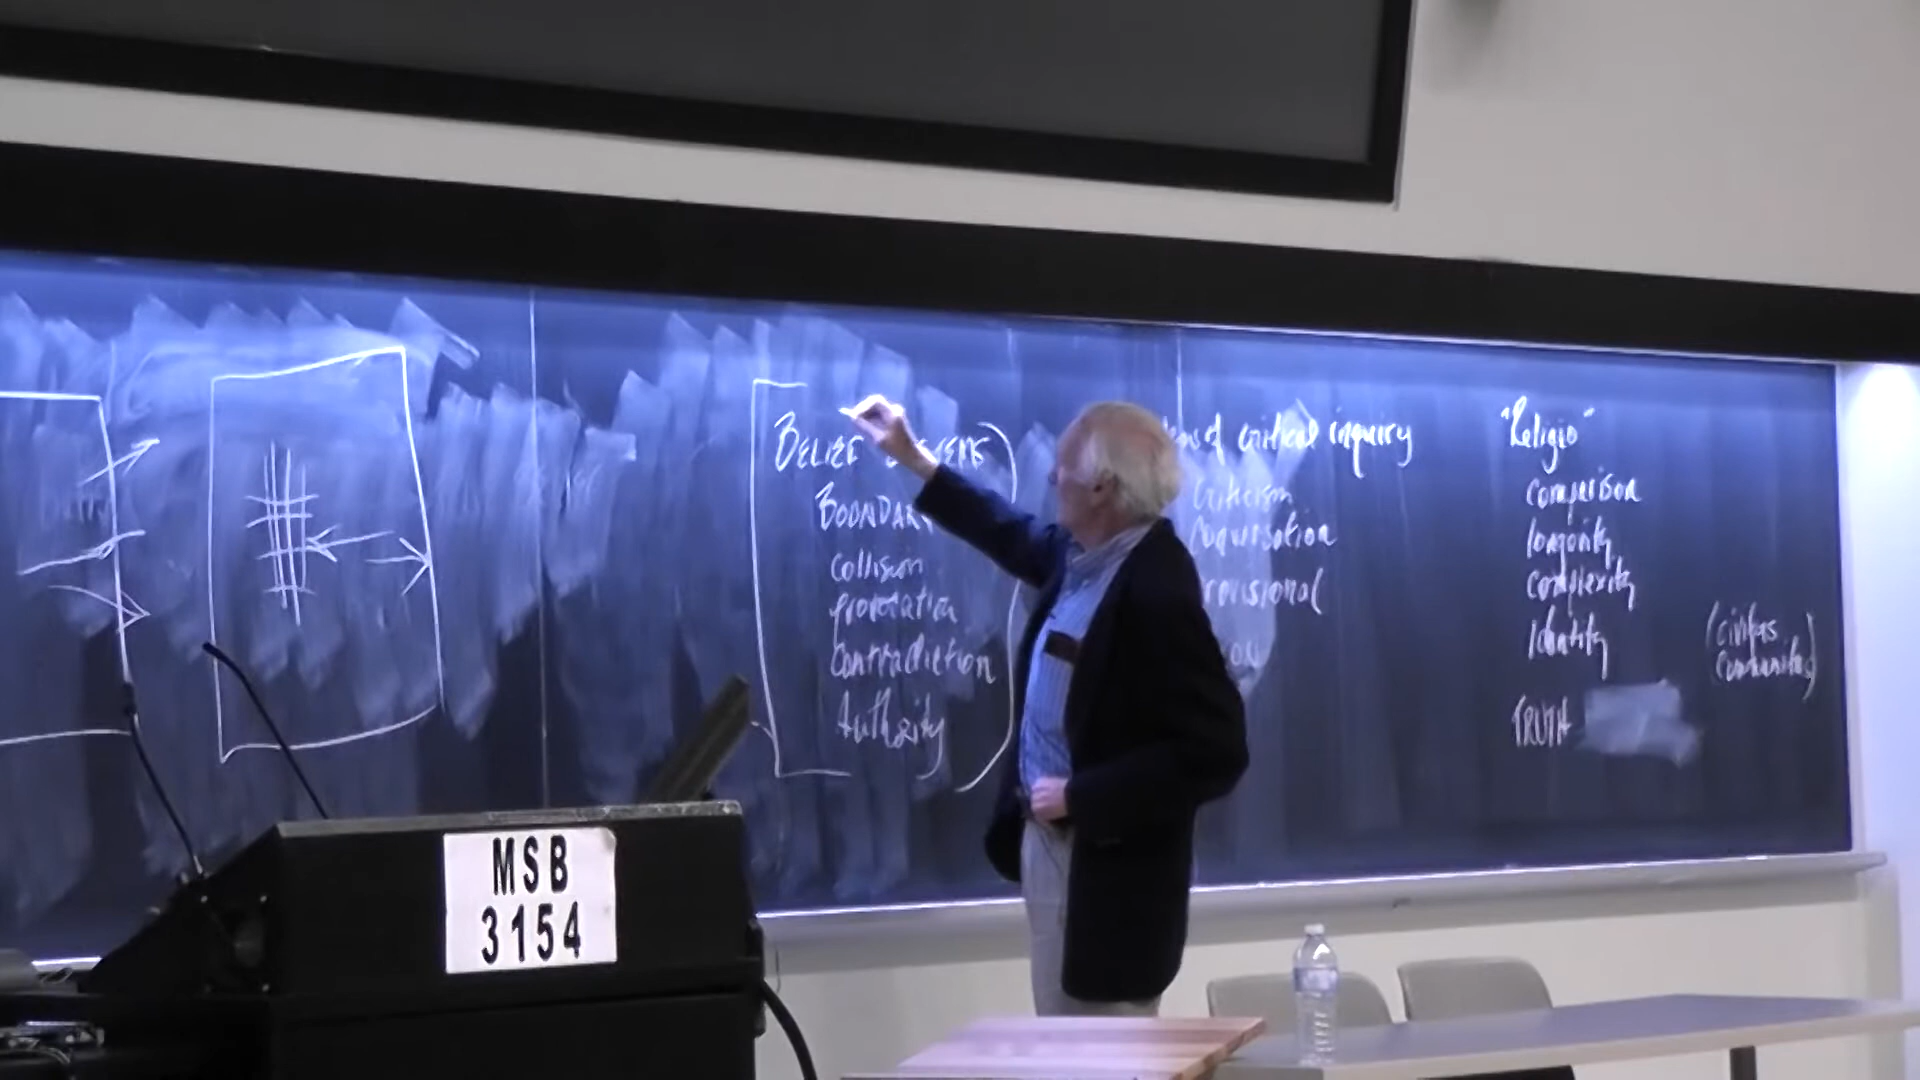 BELIEF
BOUNDARY
Collision
provocation
Contradiction
Authority
critical inquiry
Criticism
"Religio"
comparison
longevity
complexity
Identity
TRUTH
(civitas
communitas)
MSB
3154